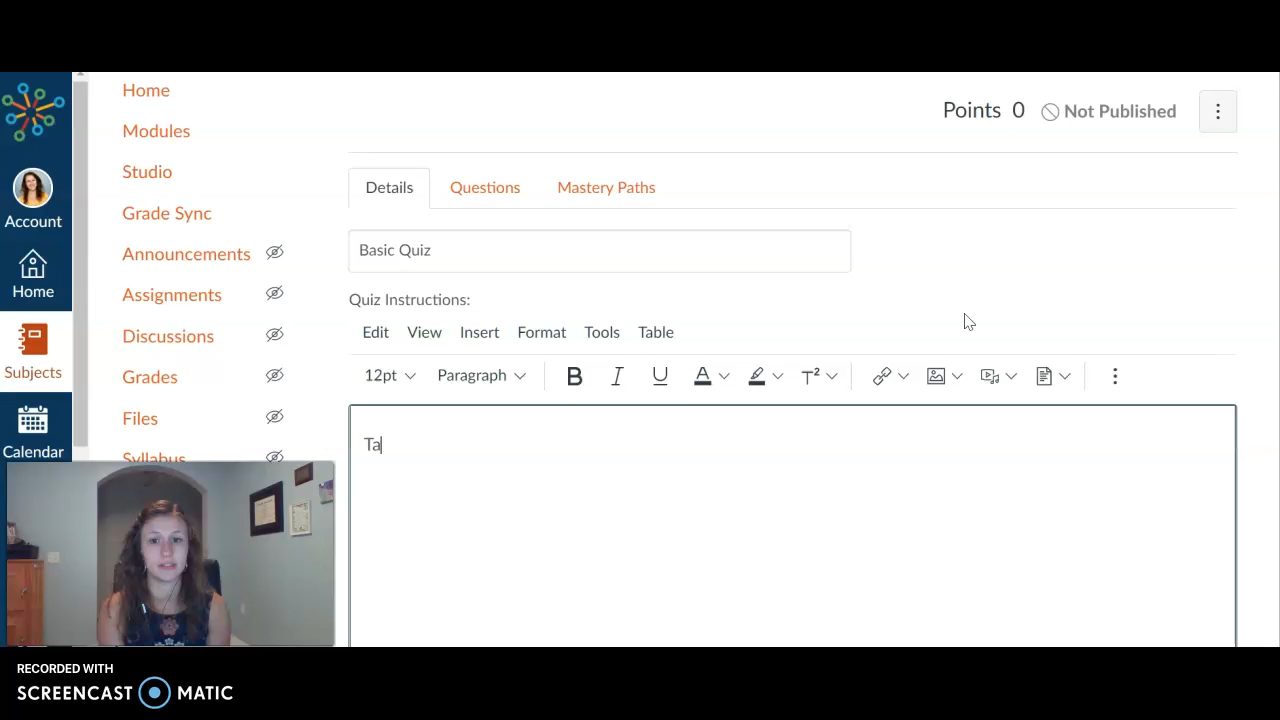 Home
Modules
Studio
Grade Sync
Announcements
Assignments
Discussions
Grades
Files
Syllabus
Account
Home
Subjects
Calendar
Points 0 Not Published
Details Questions Mastery Paths
Basic Quiz
Quiz Instructions:
Edit View Insert Format Tools Table
12pt Paragraph B I U A T²
Ta
RECORDED WITH
SCREENCAST MATIC